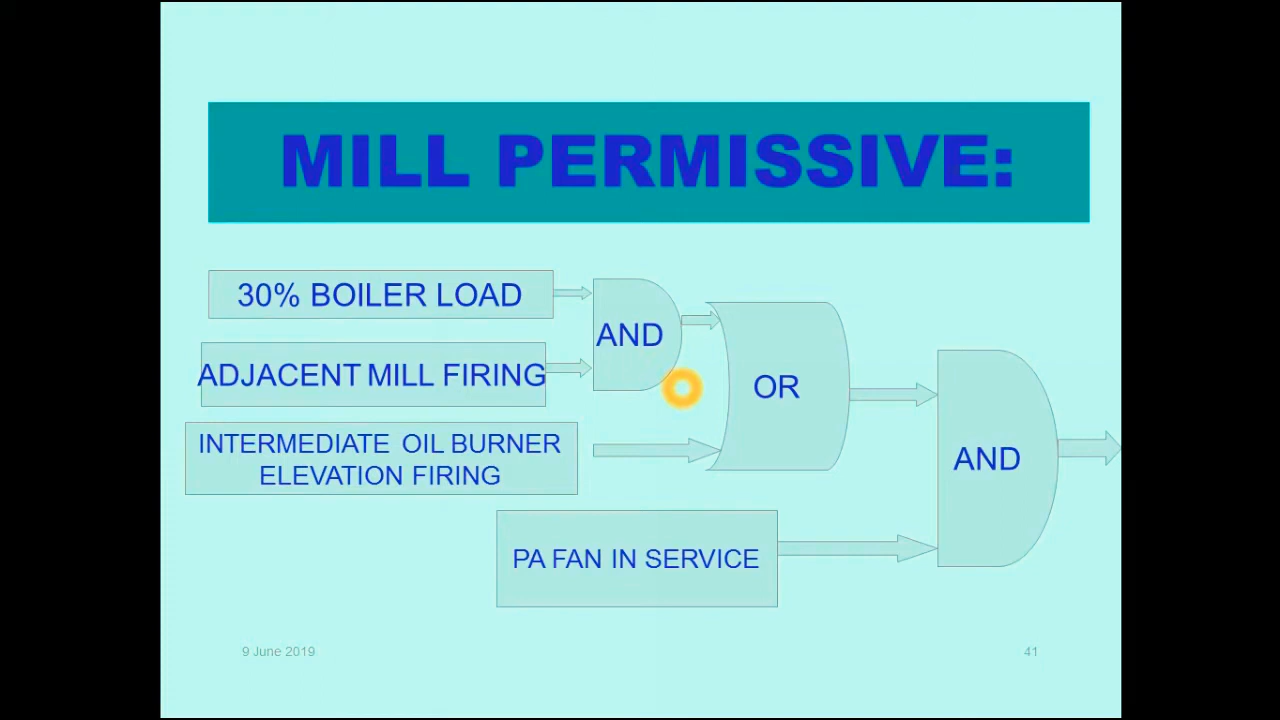 MILL PERMISSIVE:
30% BOILER LOAD
AND
ADJACENT MILL FIRING
OR
INTERMEDIATE OIL BURNER
ELEVATION FIRING
AND
PA FAN IN SERVICE
9 June 2019
41